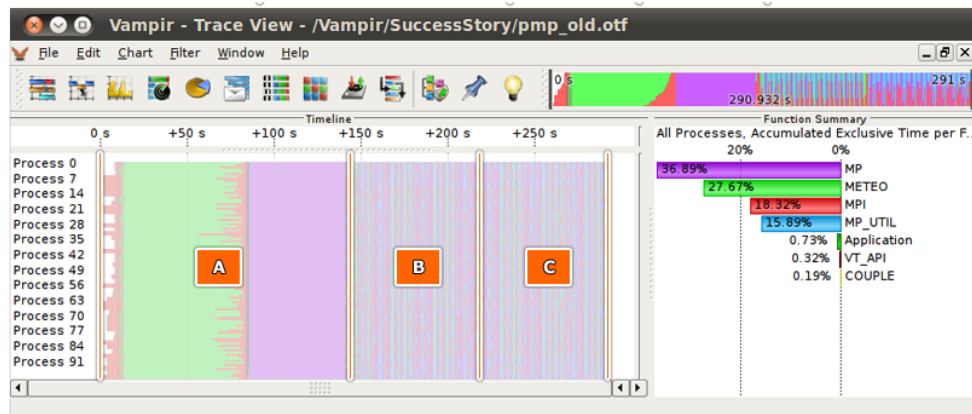 Vampir - Trace View - /Vampir/SuccessStory/pmp_old.otf
File Edit Chart Filter Window Help
0 s 291 s
290.932 s
Timeline
0 s +50 s +100 s +150 s +200 s +250 s
Process 0
Process 7
Process 14
Process 21
Process 28
Process 35
Process 42
Process 49
Process 56
Process 63
Process 70
Process 77
Process 84
Process 91
A B C
Function Summary
All Processes, Accumulated Exclusive Time per F...
20% 0%
36.89% MP
27.67% METEO
18.32% MPI
15.89% MP_UTIL
0.73% Application
0.32% VT_API
0.19% COUPLE